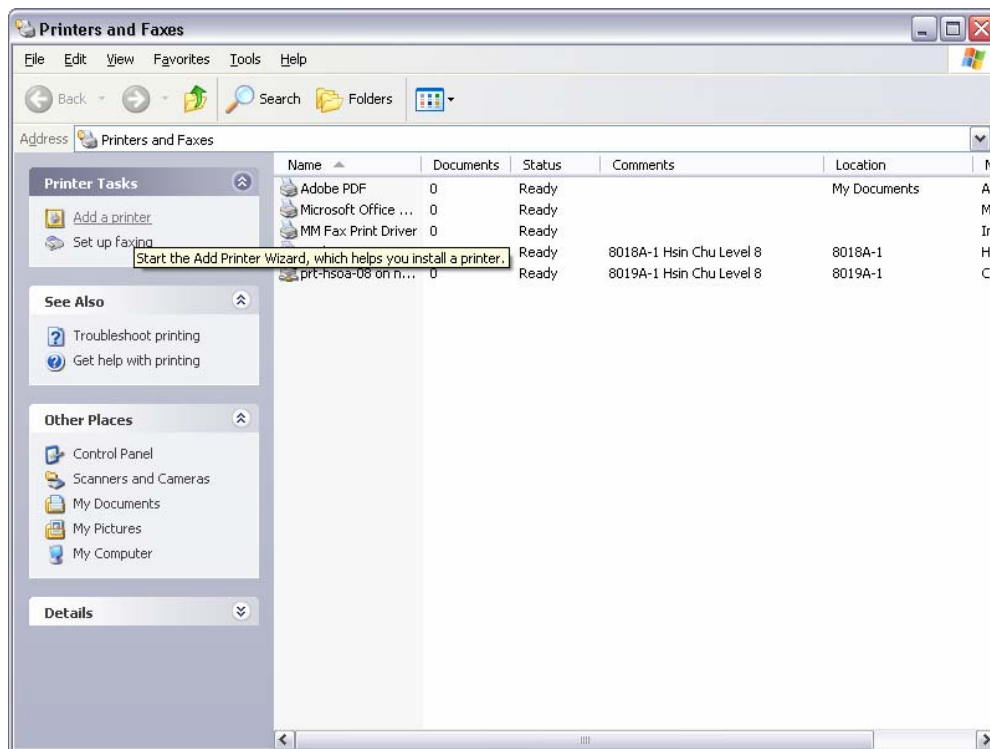 Printers and Faxes
File Edit View Favorites Tools Help
Back Search Folders
Address Printers and Faxes
Name Documents Status Comments Location
Printer Tasks
Add a printer
Set up faxing
Start the Add Printer Wizard, which helps you install a printer.
See Also
Troubleshoot printing
Get help with printing
Other Places
Control Panel
Scanners and Cameras
My Documents
My Pictures
My Computer
Details
Adobe PDF 0 Ready My Documents A
Microsoft Office ... 0 Ready M
MM Fax Print Driver 0 Ready In
Ready 8018A-1 Hsin Chu Level 8 8018A-1 H
prt-hsoa-08 on n... 0 Ready 8019A-1 Hsin Chu Level 8 8019A-1 C